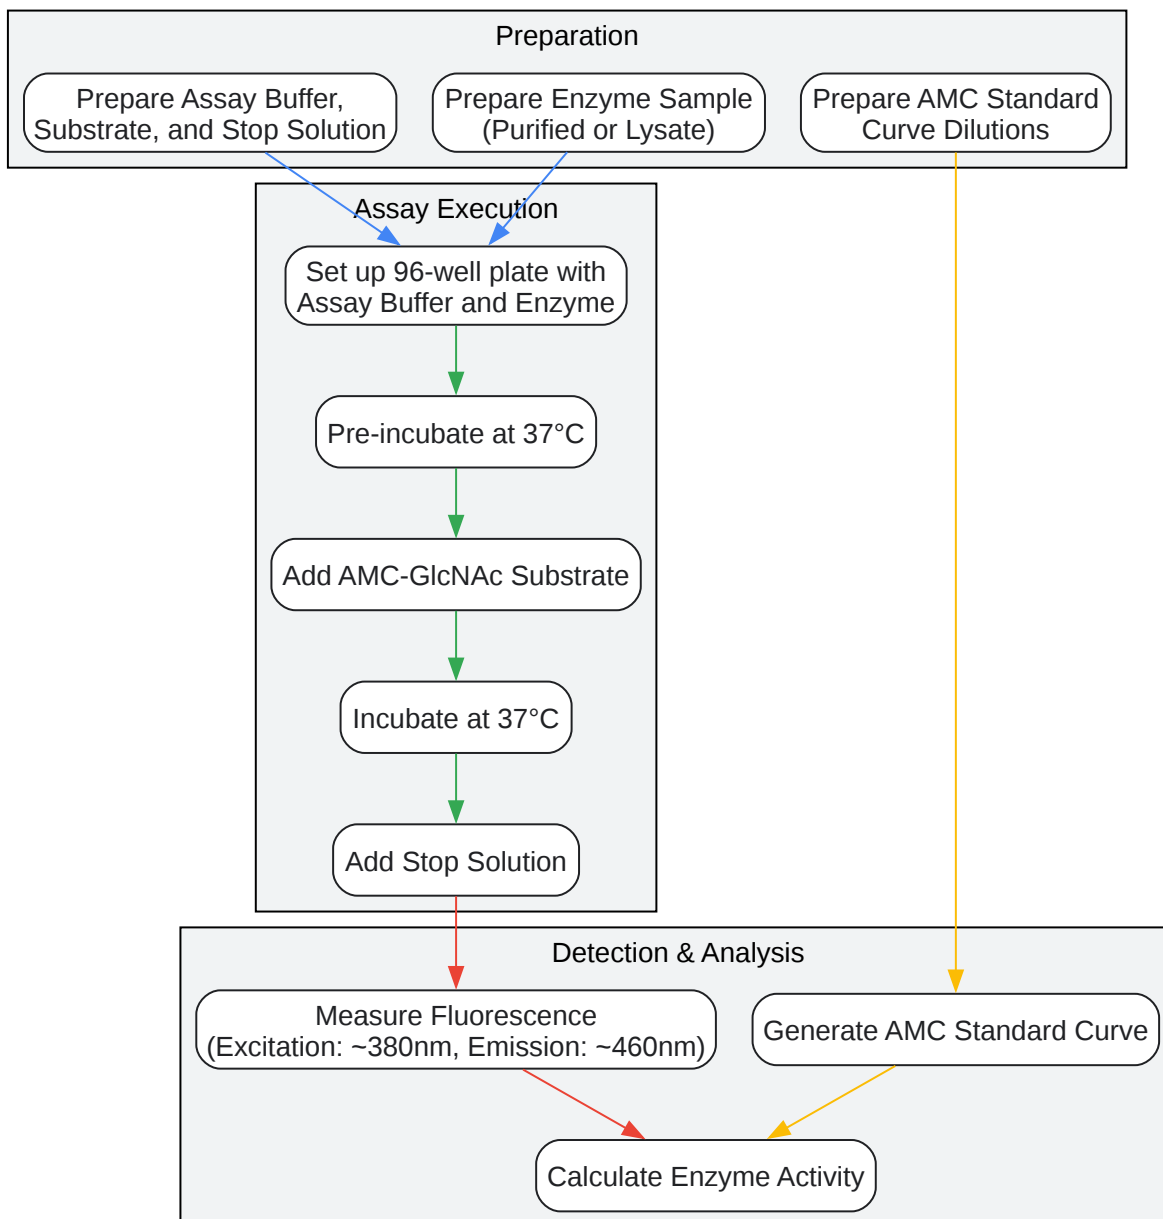 Preparation
Prepare Assay Buffer,
Substrate, and Stop Solution
Prepare Enzyme Sample
(Purified or Lysate)
Prepare AMC Standard
Curve Dilutions
Assay Execution
Set up 96-well plate with
Assay Buffer and Enzyme
Pre-incubate at 37°C
Add AMC-GlcNAc Substrate
Incubate at 37°C
Add Stop Solution
Detection & Analysis
Measure Fluorescence
(Excitation: ~380nm, Emission: ~460nm)
Generate AMC Standard Curve
Calculate Enzyme Activity